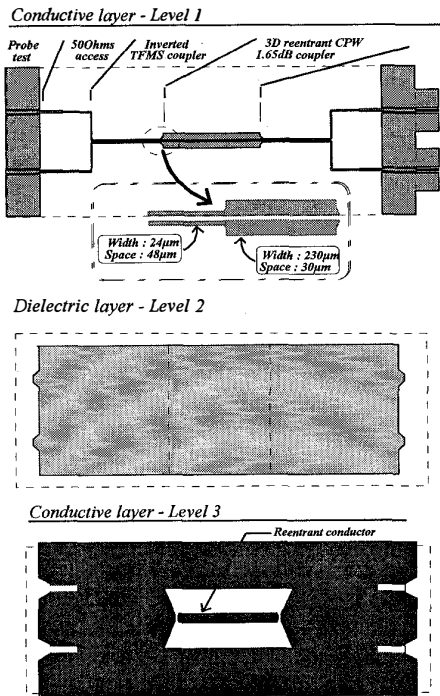 Conductive layer - Level 1
Probe test
50Ohms access
Inverted TFMS coupler
3D reentrant CPW 1.65dB coupler
Width : 24µm
Space : 48µm
Width : 230µm
Space : 30µm
Dielectric layer - Level 2
Conductive layer - Level 3
Reentrant conductor